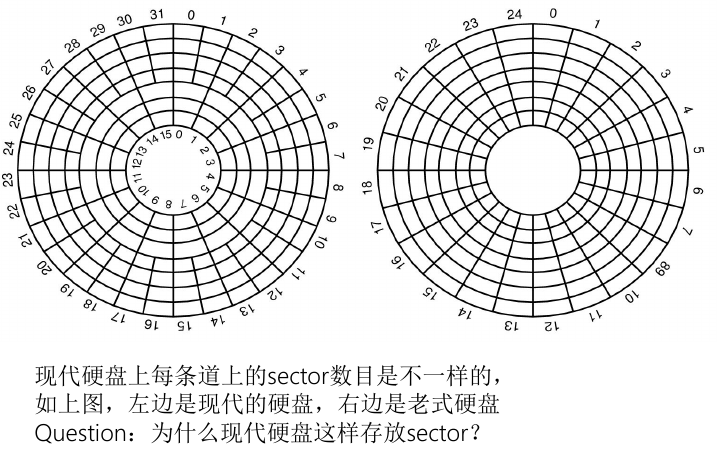 0 1 2 3 4 5 6 7 8 9 10 11 12 13 14 15 16 17 18 19 20 21 22 23 24 25 26 27 28 29 30 31
0 1 2 3 4 5 6 7 8 9 10 11 12 13 14 15
0 1 2 3 4 5 6 7 89 10 11 12 13 14 15 16 17 18 19 20 21 22 23 24
现代硬盘上每条道上的sector数目是不一样的，
如上图，左边是现代的硬盘，右边是老式硬盘
Question：为什么现代硬盘这样存放sector？